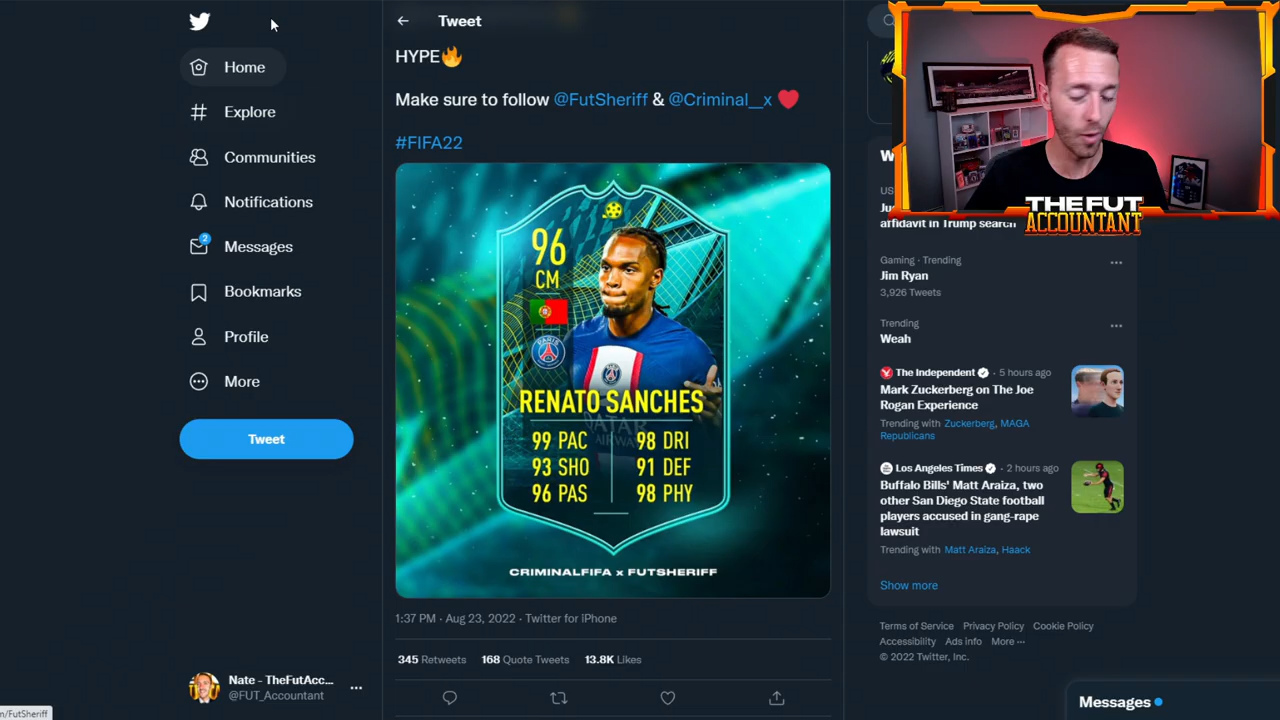 Home
Explore
Communities
Notifications
Messages
2
Bookmarks
Profile
More
Tweet
Nate - TheFutAcc...
@FUT_Accountant
m/FutSheriff
Tweet
HYPE🔥
Make sure to follow @FutSheriff & @Criminal__x ❤️
#FIFA22
96
CM
RENATO SANCHES
99 PAC
98 DRI
93 SHO
91 DEF
96 PAS
98 PHY
CRIMINALFIFA x FUTSHERIFF
1:37 PM · Aug 23, 2022 · Twitter for iPhone
345 Retweets 168 Quote Tweets 13.8K Likes
THE FUT
ACCOUNTANT
affidavit in Trump search
Gaming · Trending
Jim Ryan
3,926 Tweets
Trending
Weah
The Independent · 5 hours ago
Mark Zuckerberg on The Joe
Rogan Experience
Trending with Zuckerberg, MAGA
Republicans
Los Angeles Times · 2 hours ago
Buffalo Bills' Matt Araiza, two
other San Diego State football
players accused in gang-rape
lawsuit
Trending with Matt Araiza, Haack
Show more
Terms of Service Privacy Policy Cookie Policy
Accessibility Ads info More ···
© 2022 Twitter, Inc.
Messages